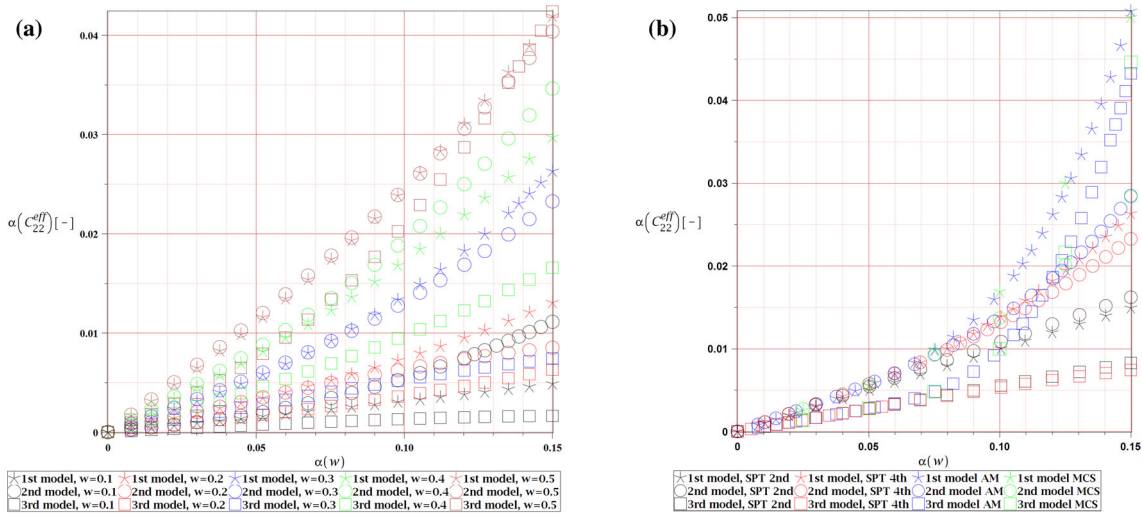 (a)
0.04
0.03
α(C₂₂^eff) [-]
0.02
0.01
0
0
0.05
0.10
0.15
α(w)
1st model, w=0.1 1st model, w=0.2 1st model, w=0.3 1st model, w=0.4 1st model, w=0.5
2nd model, w=0.1 2nd model, w=0.2 2nd model, w=0.3 2nd model, w=0.4 2nd model, w=0.5
3rd model, w=0.1 3rd model, w=0.2 3rd model, w=0.3 3rd model, w=0.4 3rd model, w=0.5
(b)
0.05
0.04
0.03
α(C₂₂^eff) [-]
0.02
0.01
0
0
0.05
0.10
0.15
α(w)
1st model, SPT 2nd 1st model, SPT 4th 1st model AM 1st model MCS
2nd model, SPT 2nd 2nd model, SPT 4th 2nd model AM 2nd model MCS
3rd model, SPT 2nd 3rd model, SPT 4th 3rd model AM 3rd model MCS